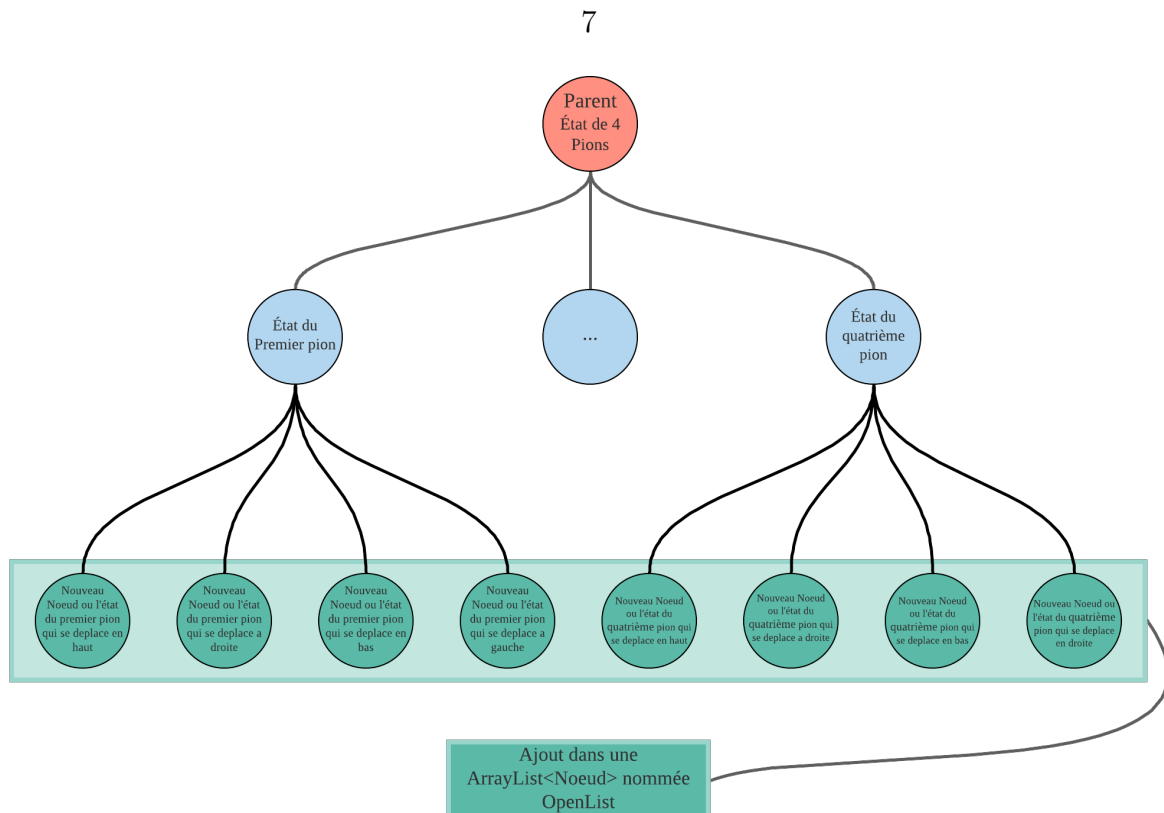 7
Parent
État de 4
Pions
État du
Premier pion
...
État du
quatrième
pion
Nouveau
Noeud ou l'état
du premier pion
qui se deplace en
haut
Nouveau
Noeud ou l'état
du premier pion
qui se deplace a
droite
Nouveau
Noeud ou l'état
du premier pion
qui se deplace en
bas
Nouveau
Noeud ou l'état
du premier pion
qui se deplace a
gauche
Nouveau Noeud
ou l'état du
quatrième pion qui
se deplace en haut
Nouveau Noeud
ou l'état du
quatrième pion qui
se deplace a droite
Nouveau Noeud
ou l'état du
quatrième pion qui
se deplace en bas
Nouveau Noeud ou
l'état du quatrième
pion qui se deplace
en droite
Ajout dans une
ArrayList<Noeud> nommée
OpenList